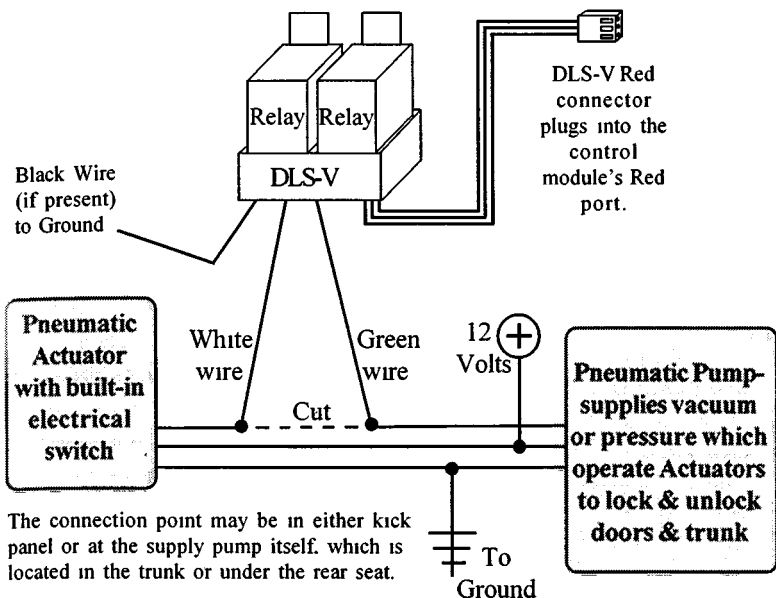 Relay
Relay
DLS-V
DLS-V Red
connector
plugs into the
control
module's Red
port.
Black Wire
(if present)
to Ground
White
wire
Green
wire
12
Volts
Cut
Pneumatic
Actuator
with built-in
electrical
switch
Pneumatic Pump-
supplies vacuum
or pressure which
operate Actuators
to lock & unlock
doors & trunk
The connection point may be in either kick
panel or at the supply pump itself. which is
located in the trunk or under the rear seat.
To
Ground